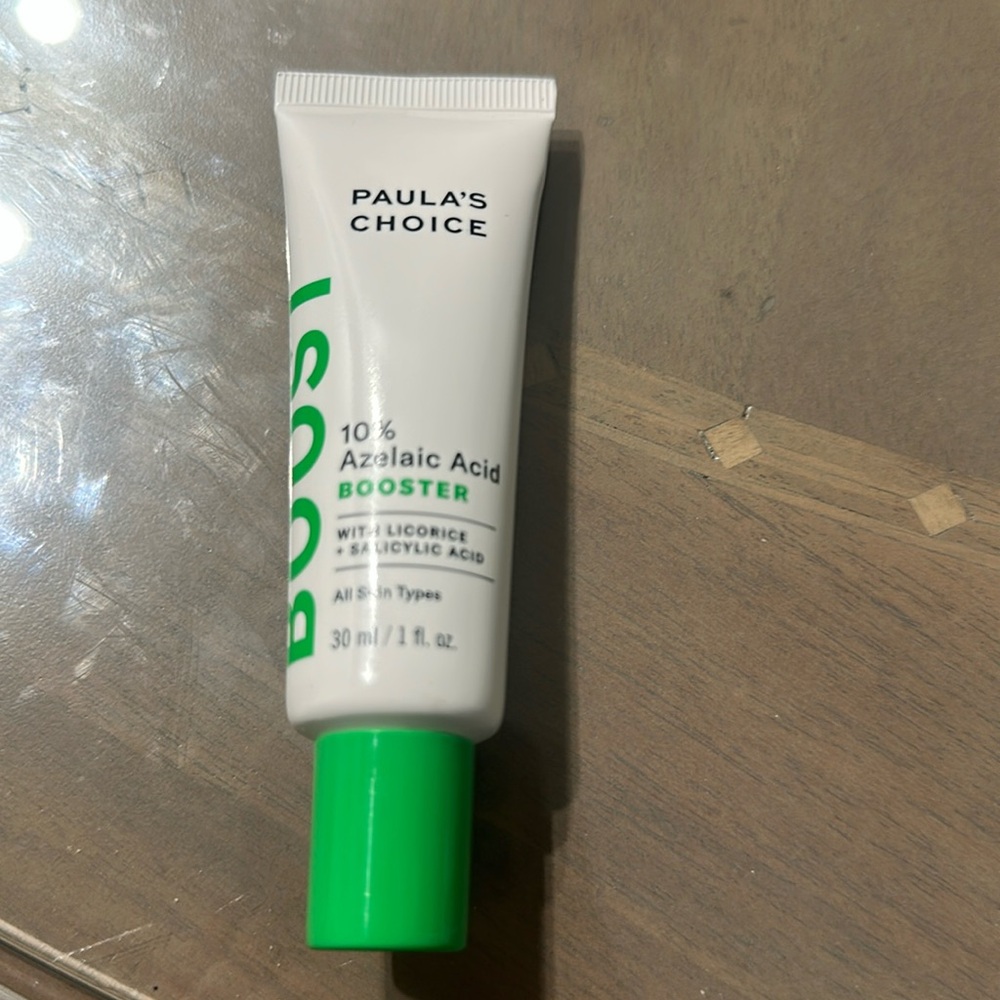 PAULA'S
CHOICE
BOOST
10%
Azelaic Acid
BOOSTER
WITH LICORICE
+ SALICYLIC ACID
All Skin Types
30 ml / 1 fl. oz.